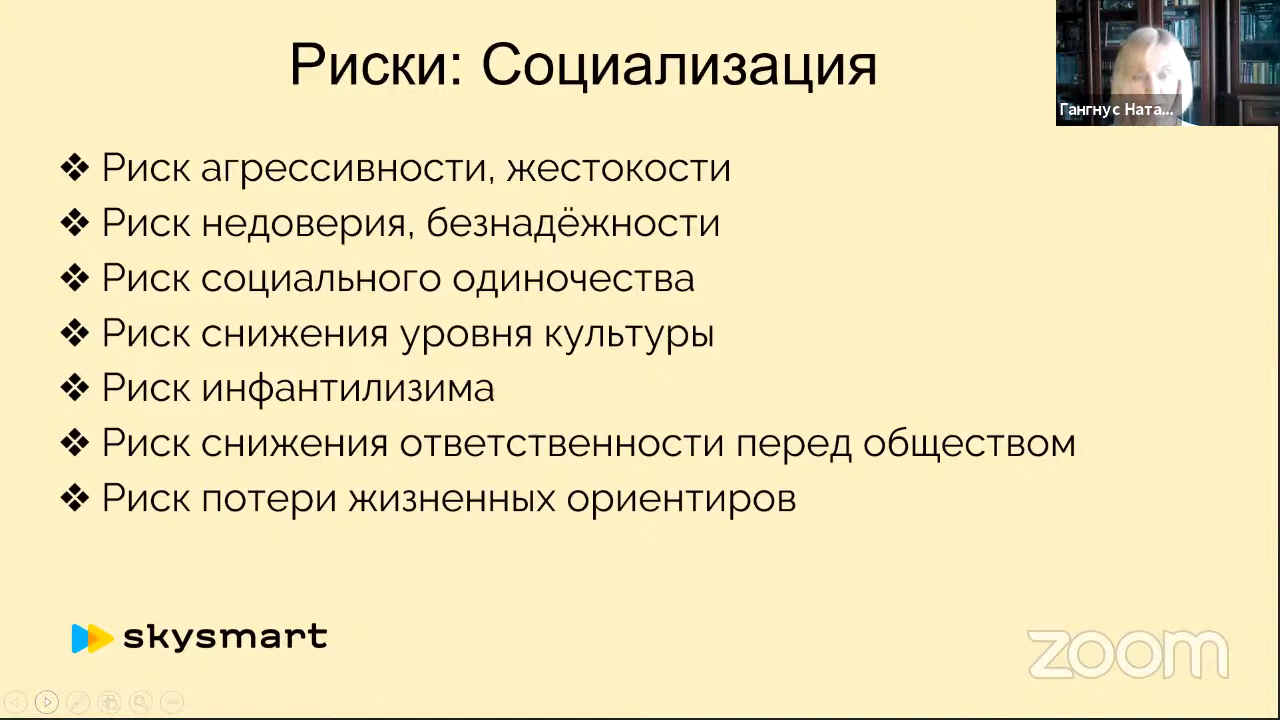 Риски: Социализация
Гангнус Ната...
❖ Риск агрессивности, жестокости
❖ Риск недоверия, безнадёжности
❖ Риск социального одиночества
❖ Риск снижения уровня культуры
❖ Риск инфантилизима
❖ Риск снижения ответственности перед обществом
❖ Риск потери жизненных ориентиров
skysmart
zoom